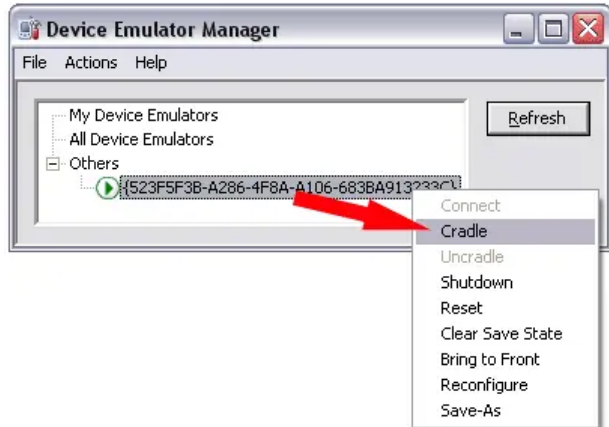 Device Emulator Manager
File Actions Help
My Device Emulators
Refresh
All Device Emulators
Others
{523F5F3B-A286-4F8A-A106-683BA913233C}
Connect
Cradle
Uncradle
Shutdown
Reset
Clear Save State
Bring to Front
Reconfigure
Save-As